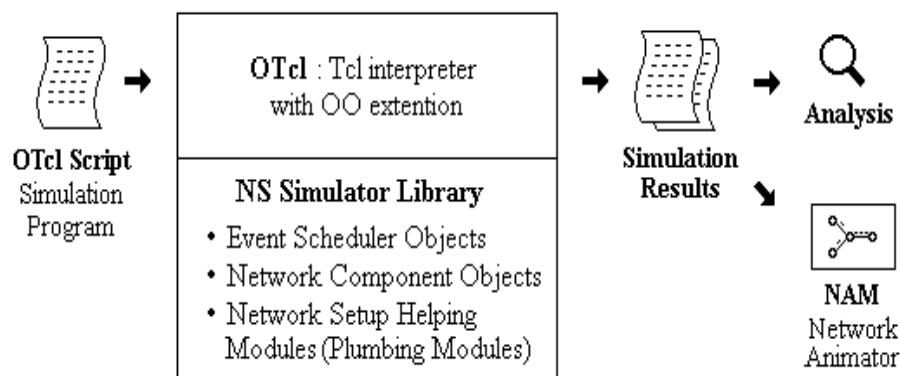 OTcl Script
Simulation
Program
OTcl : Tcl interpreter
with OO extention
NS Simulator Library
• Event Scheduler Objects
• Network Component Objects
• Network Setup Helping
Modules (Plumbing Modules)
Simulation
Results
Analysis
NAM
Network
Animator